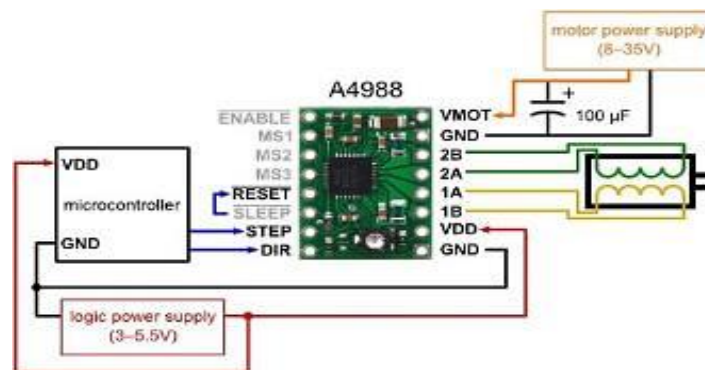 motor power supply
(8–35V)
A4988
ENABLE
MS1
MS2
MS3
RESET
SLEEP
STEP
DIR
VMOT
GND
2B
2A
1A
1B
VDD
GND
+
100 µF
VDD
microcontroller
GND
logic power supply
(3–5.5V)